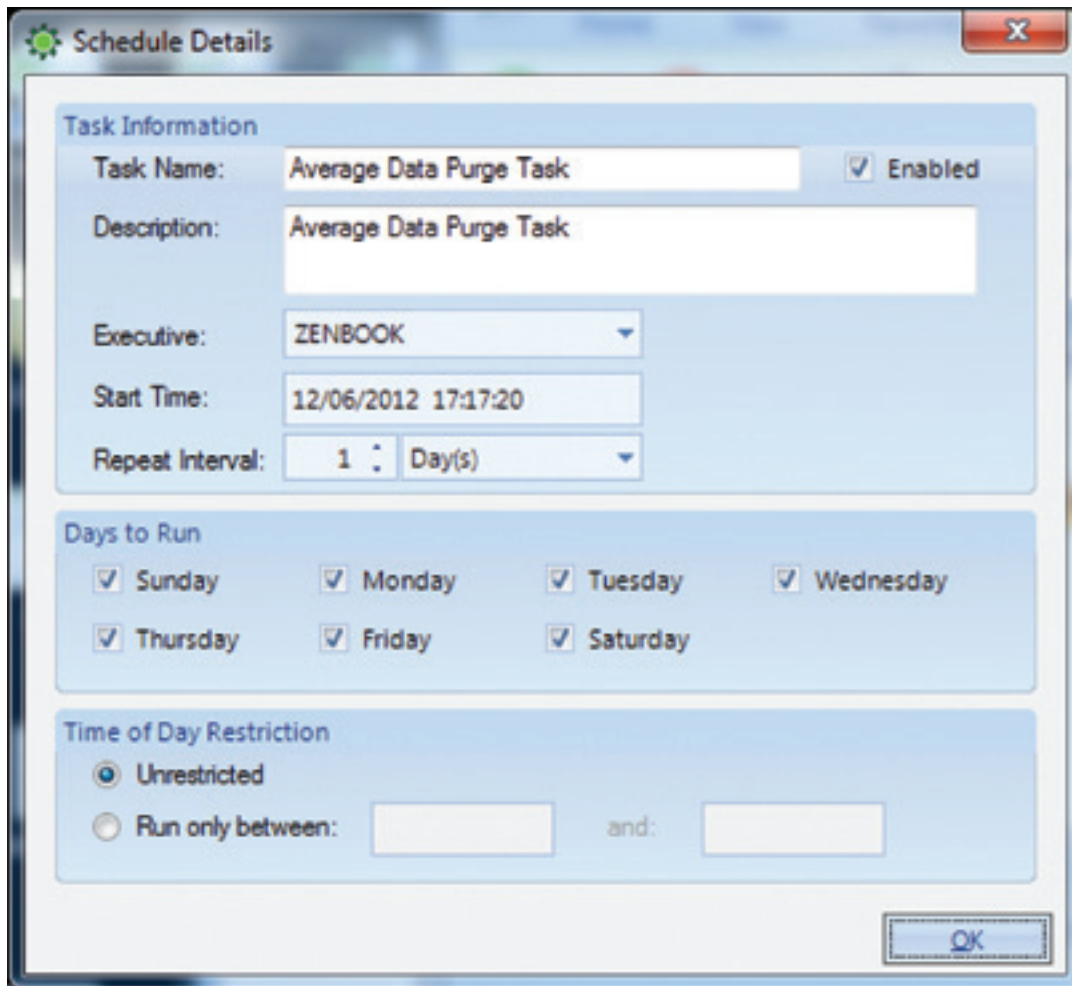 Schedule Details
Task Information
Task Name: Average Data Purge Task Enabled
Description: Average Data Purge Task
Executive: ZENBOOK
Start Time: 12/06/2012 17:17:20
Repeat Interval: 1 Day(s)
Days to Run
Sunday Monday Tuesday Wednesday
Thursday Friday Saturday
Time of Day Restriction
Unrestricted
Run only between: and:
OK